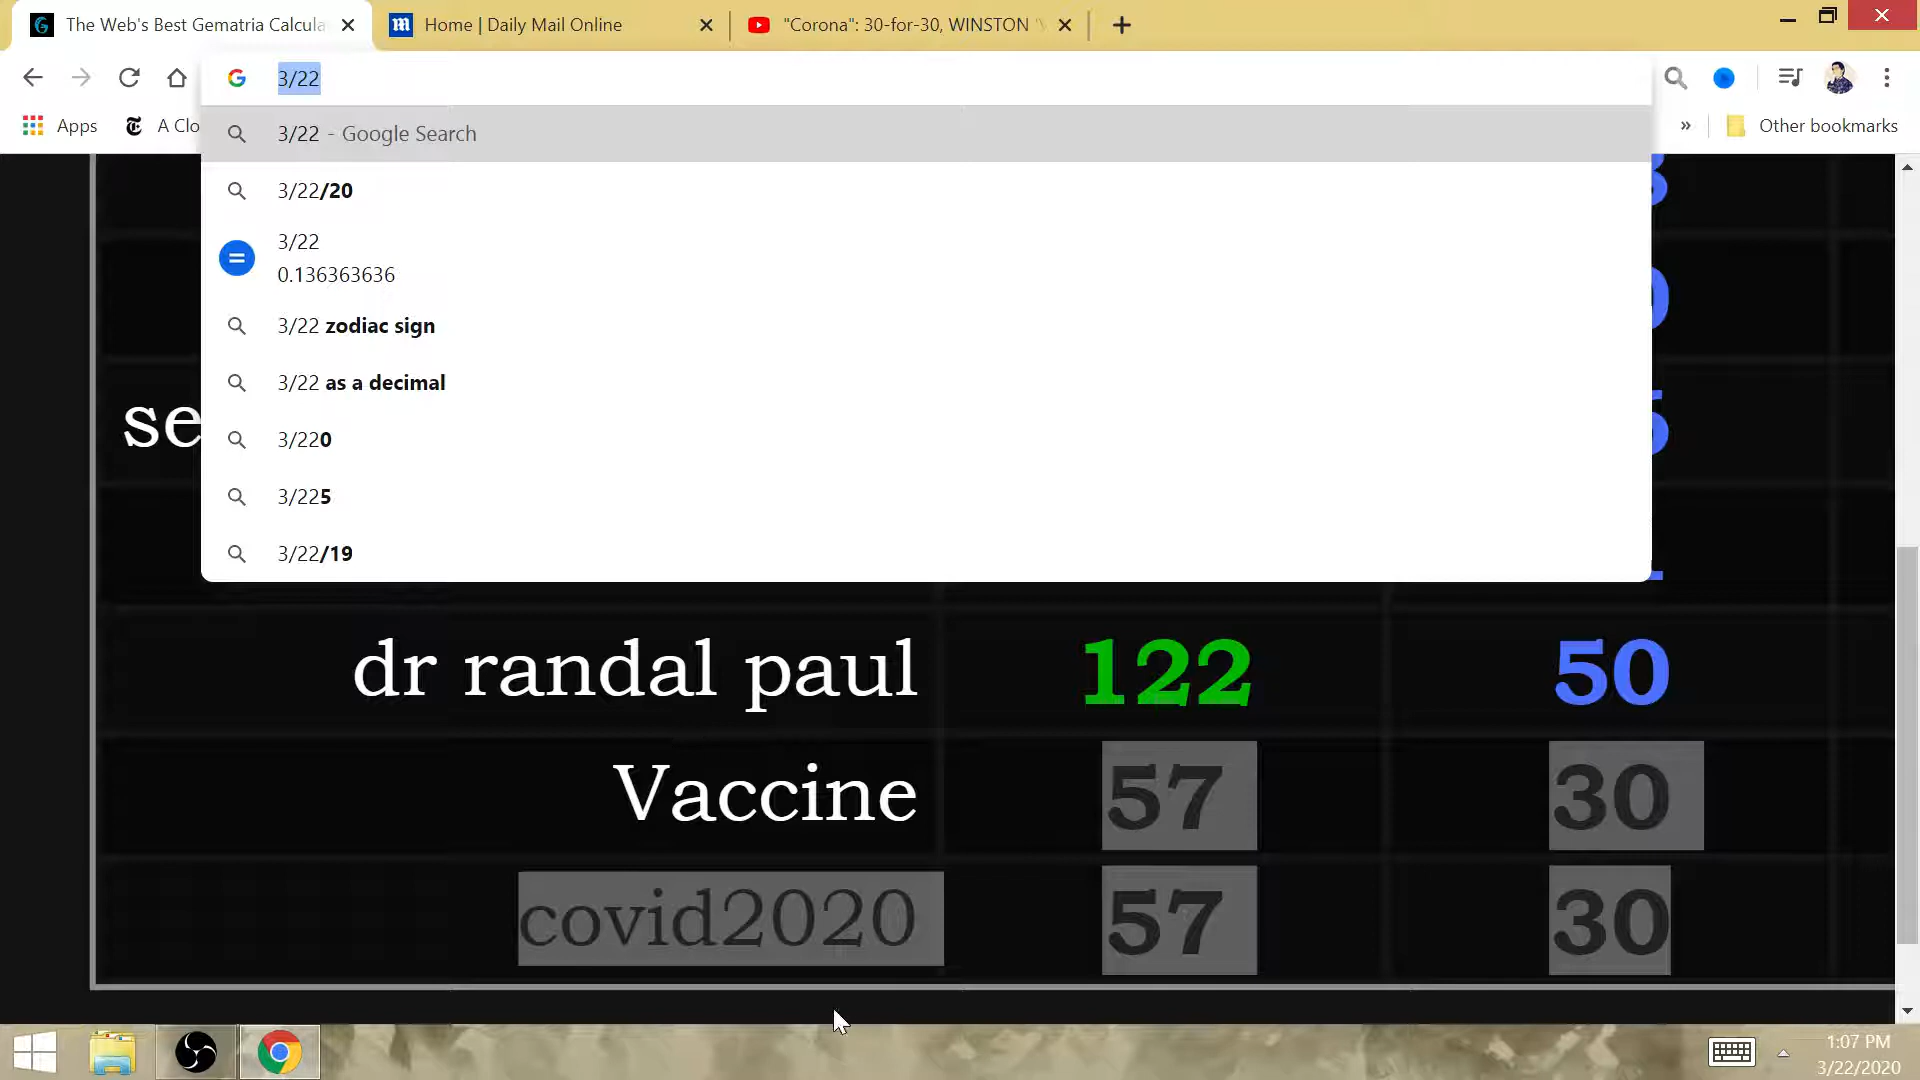 The Web's Best Gematria Calcula
Home | Daily Mail Online
"Corona": 30-for-30, WINSTON
3/22
Apps
A Clo
Other bookmarks
3/22 - Google Search
3/22/20
3/22
0.136363636
3/22 zodiac sign
3/22 as a decimal
3/220
3/225
3/22/19
se
dr randal paul 122 50
Vaccine 57 30
covid2020 57 30
1:07 PM
3/22/2020